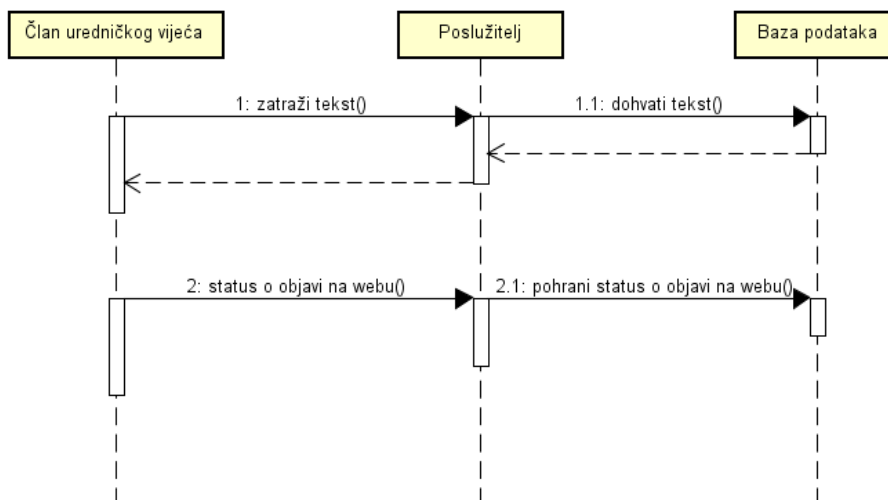 Član uredničkog vijeća
Poslužitelj
Baza podataka
1: zatraži tekst()
1.1: dohvati tekst()
2: status o objavi na webu()
2.1: pohrani status o objavi na webu()